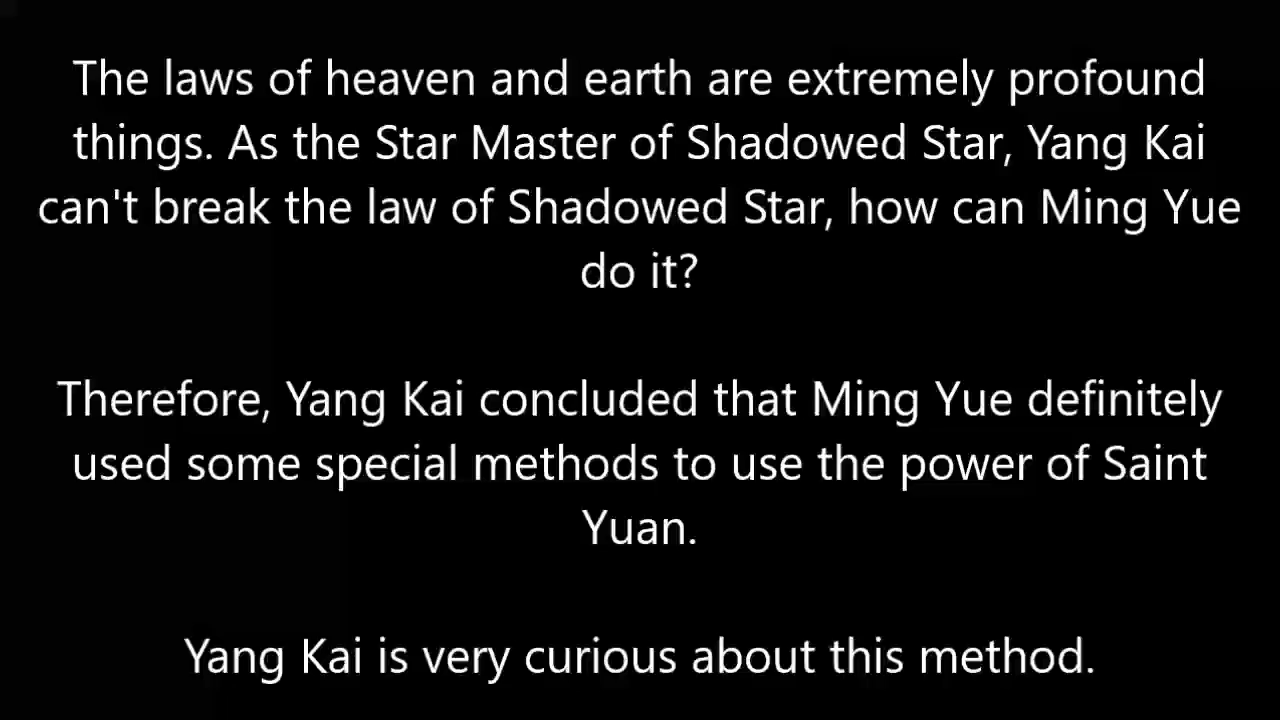 The laws of heaven and earth are extremely profound
things. As the Star Master of Shadowed Star, Yang Kai
can't break the law of Shadowed Star, how can Ming Yue
do it?
Therefore, Yang Kai concluded that Ming Yue definitely
used some special methods to use the power of Saint
Yuan.
Yang Kai is very curious about this method.